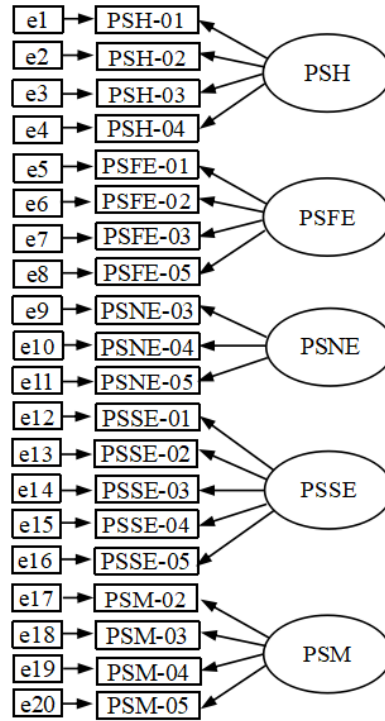 e1 PSH-01
e2 PSH-02
PSH
e3 PSH-03
e4 PSH-04
e5 PSFE-01
e6 PSFE-02
PSFE
e7 PSFE-03
e8 PSFE-05
e9 PSNE-03
e10 PSNE-04 PSNE
e11 PSNE-05
e12 PSSE-01
e13 PSSE-02
e14 PSSE-03 PSSE
e15 PSSE-04
e16 PSSE-05
e17 PSM-02
e18 PSM-03
PSM
e19 PSM-04
e20 PSM-05